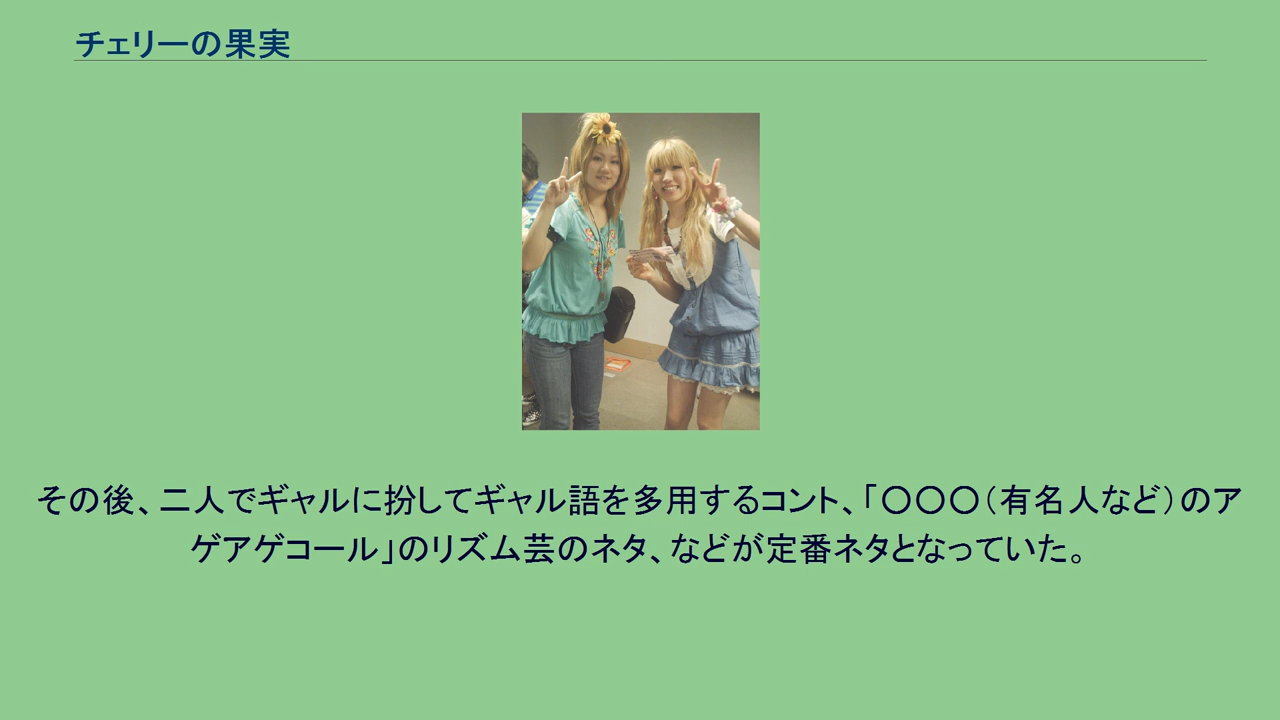 チェリーの果実
その後、二人でギャルに扮してギャル語を多用するコント、「〇〇〇（有名人など）のア
ゲアゲコール」のリズム芸のネタ、などが定番ネタとなっていた。